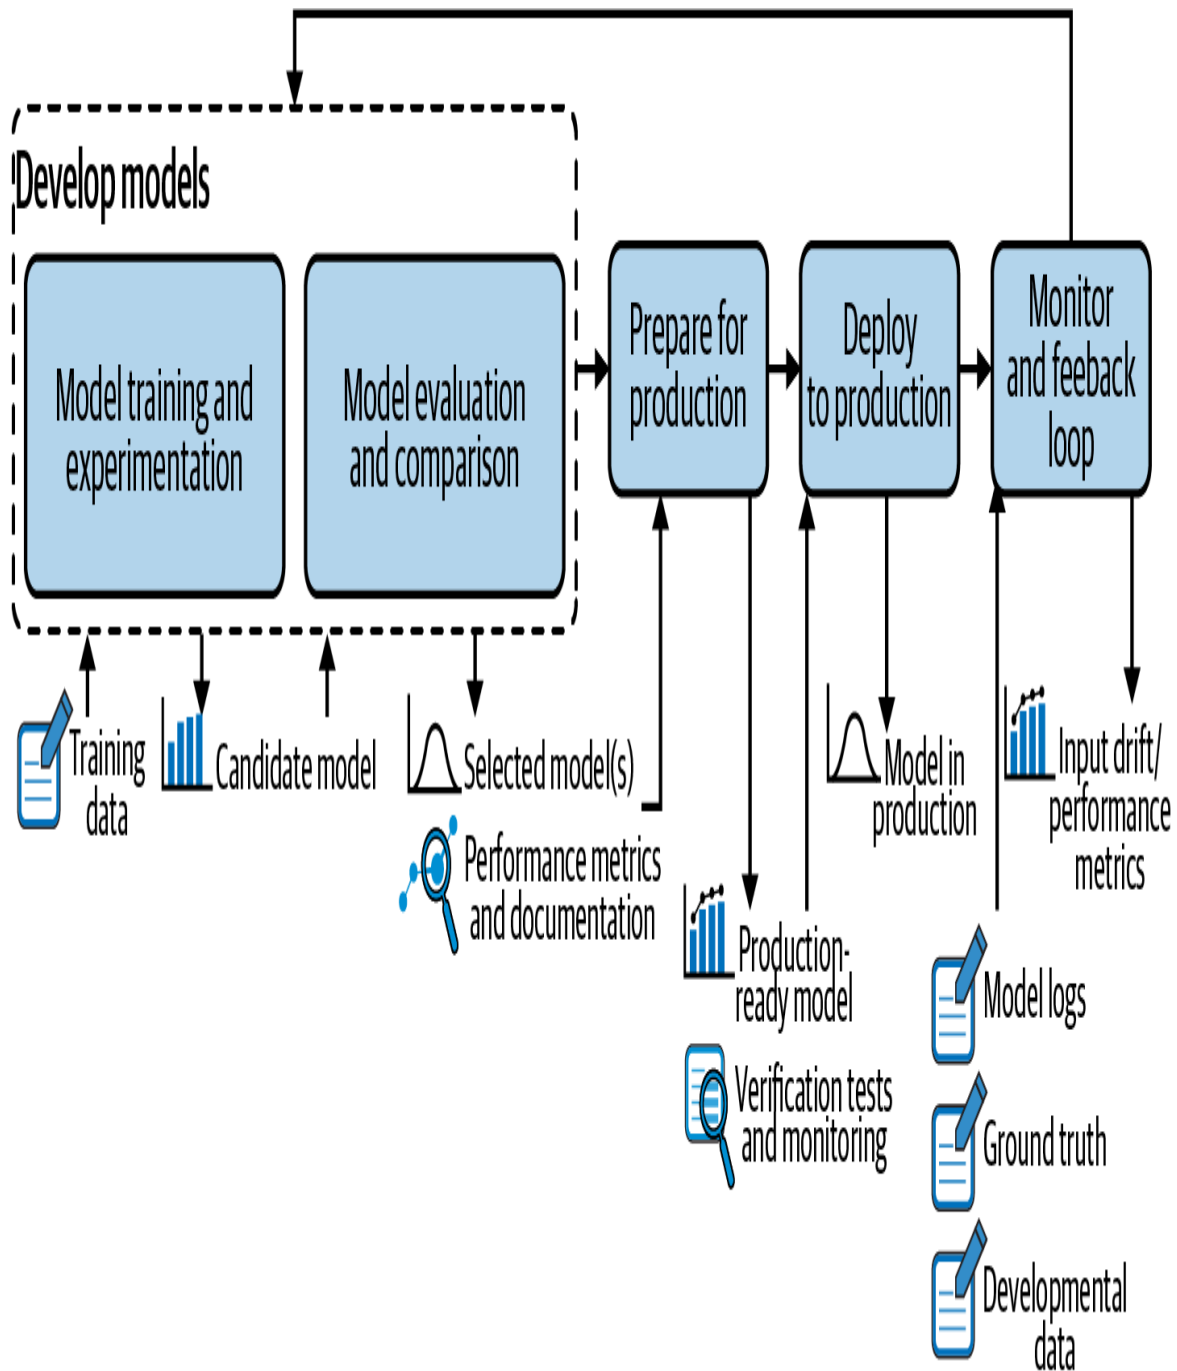 Develop models
Model training and
experimentation
Model evaluation
and comparison
Prepare for
production
Deploy
to production
Monitor
and feeback
loop
Training
data
Candidate model
Selected model(s)
Performance metrics
and documentation
Production-
ready model
Verification tests
and monitoring
Model in
production
Input drift/
performance
metrics
Model logs
Ground truth
Developmental
data